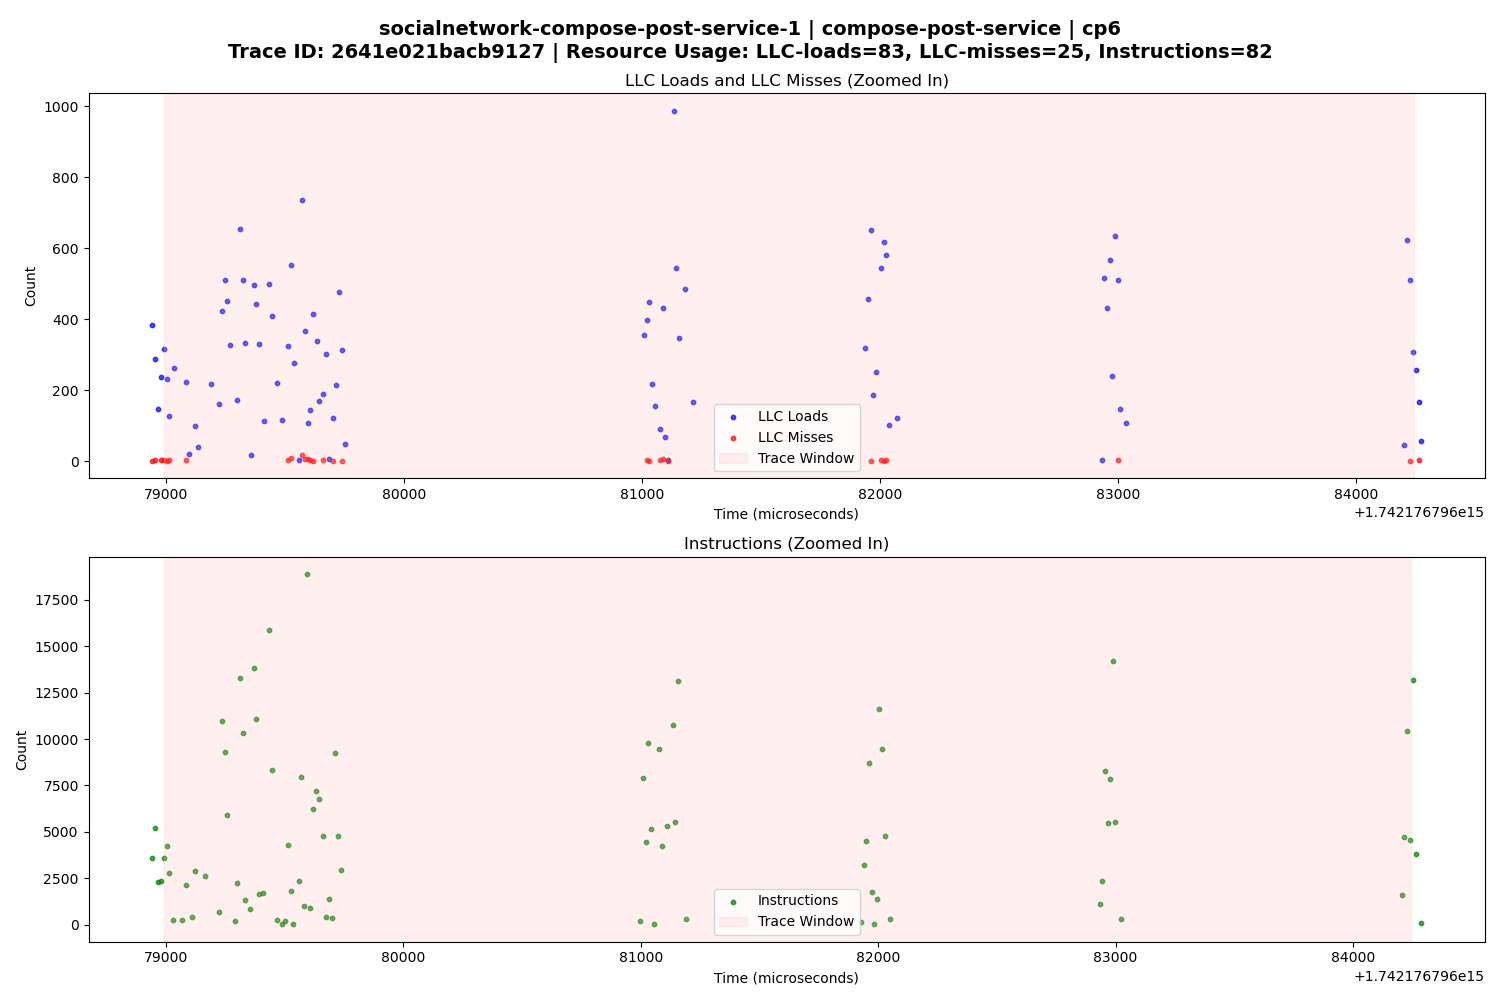 socialnetwork-compose-post-service-1 | compose-post-service | cp6
Trace ID: 2641e021bacb9127 | Resource Usage: LLC-loads=83, LLC-misses=25, Instructions=82
LLC Loads and LLC Misses (Zoomed In)
1000
800
600
400
200
0
Count
LLC Loads
LLC Misses
Trace Window
79000 80000 81000 82000 83000 84000
Time (microseconds)
+1.742176796e15
Instructions (Zoomed In)
17500
15000
12500
10000
7500
5000
2500
0
Count
Instructions
Trace Window
79000 80000 81000 82000 83000 84000
Time (microseconds)
+1.742176796e15